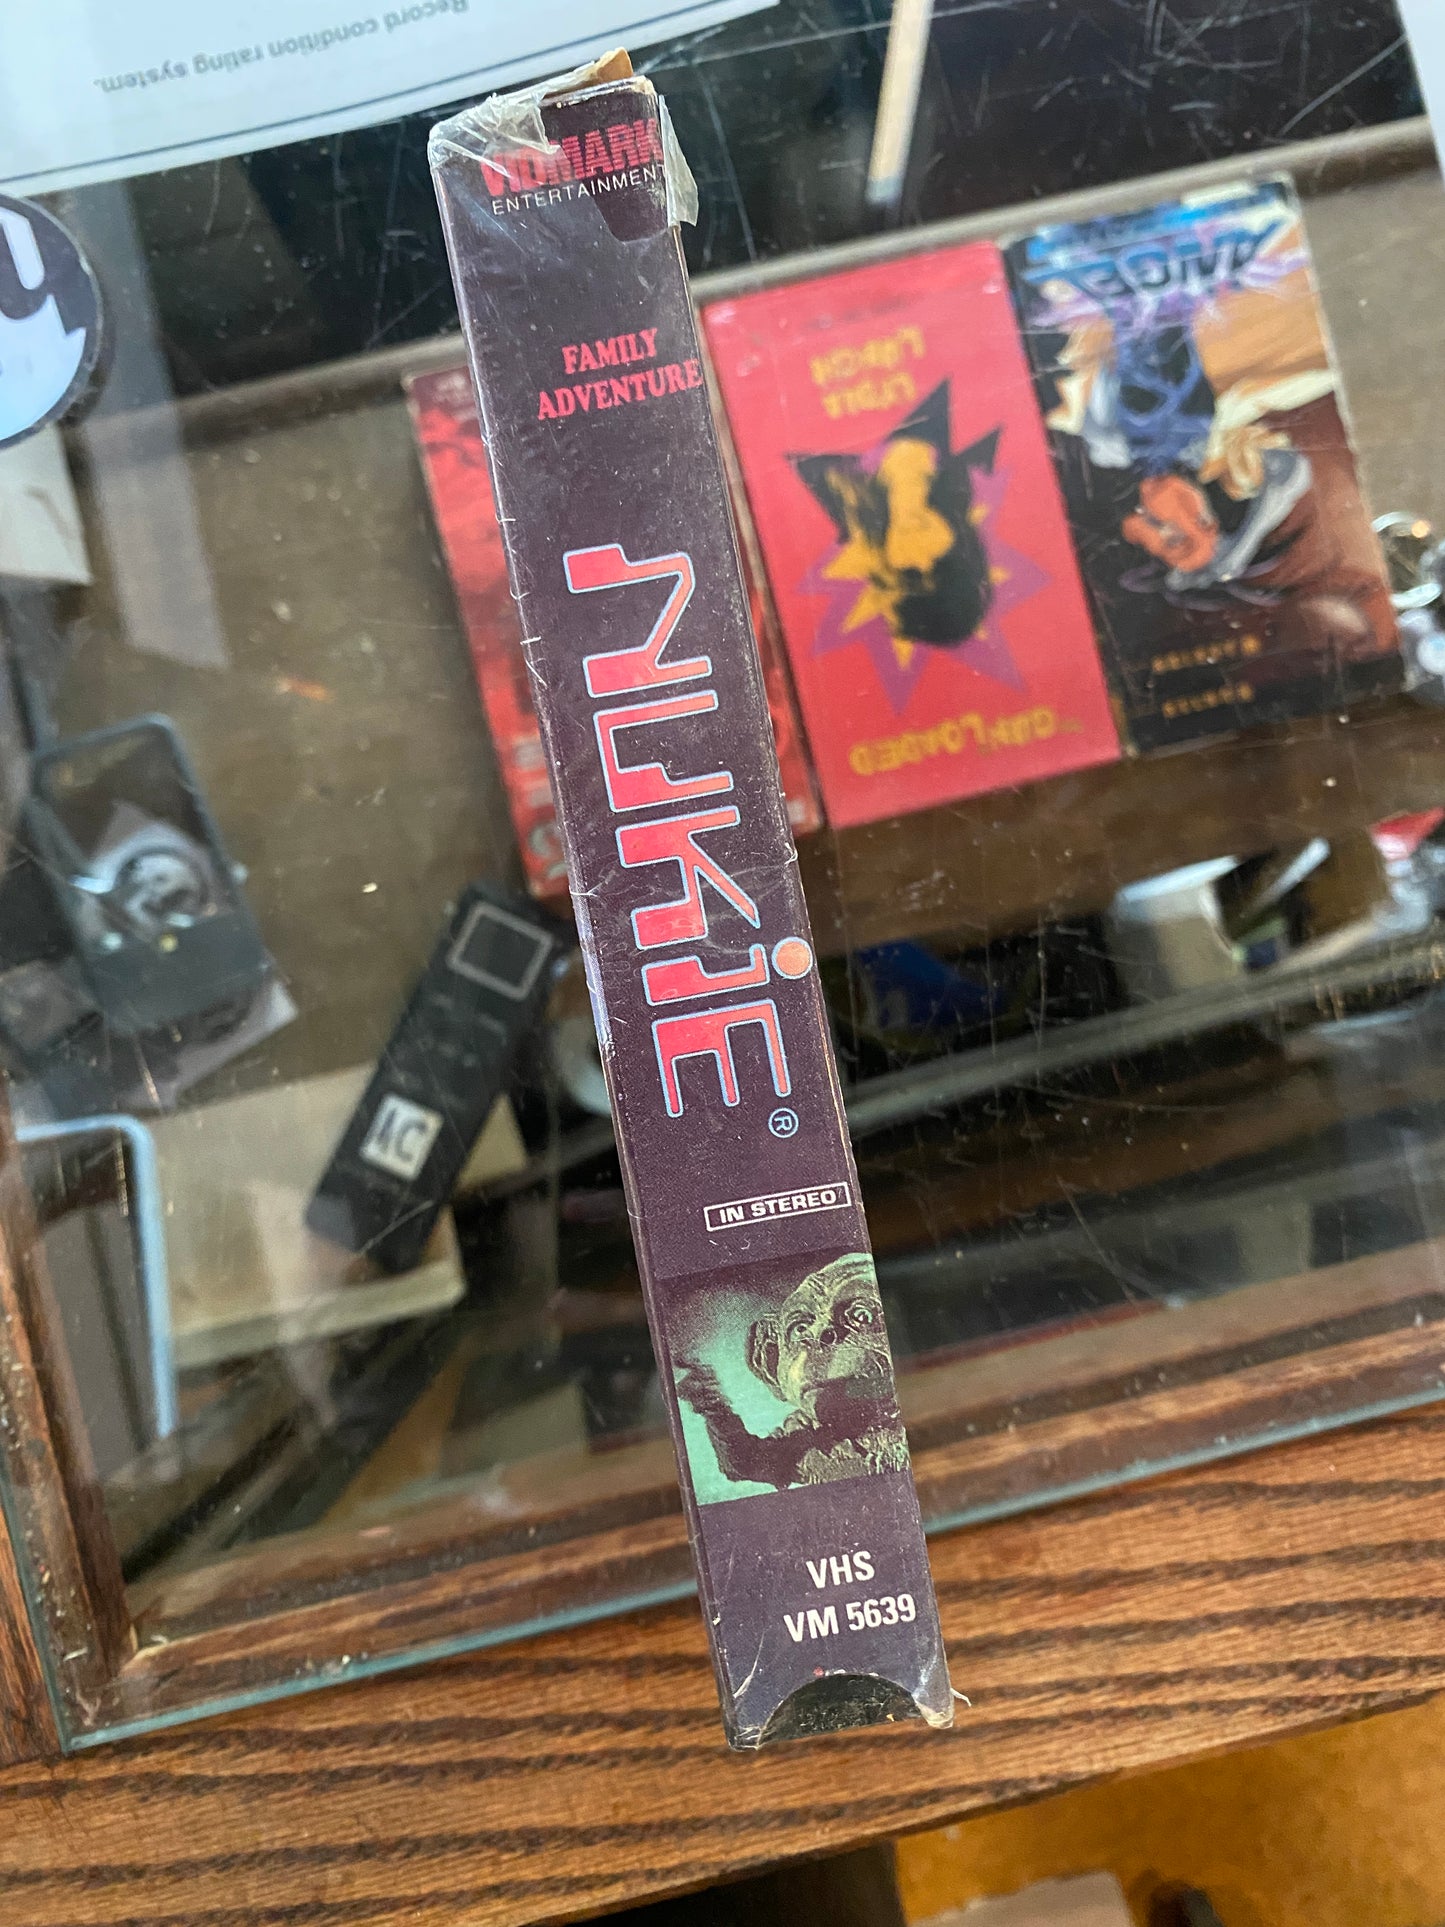 Record condition rating system.
VIDMARK
ENTERTAINMENT
FAMILY
ADVENTURE
NUKiE®
IN STEREO
VHS
VM 5639
LYDIA
LUNCH
THE GUN IS LOADED
AC